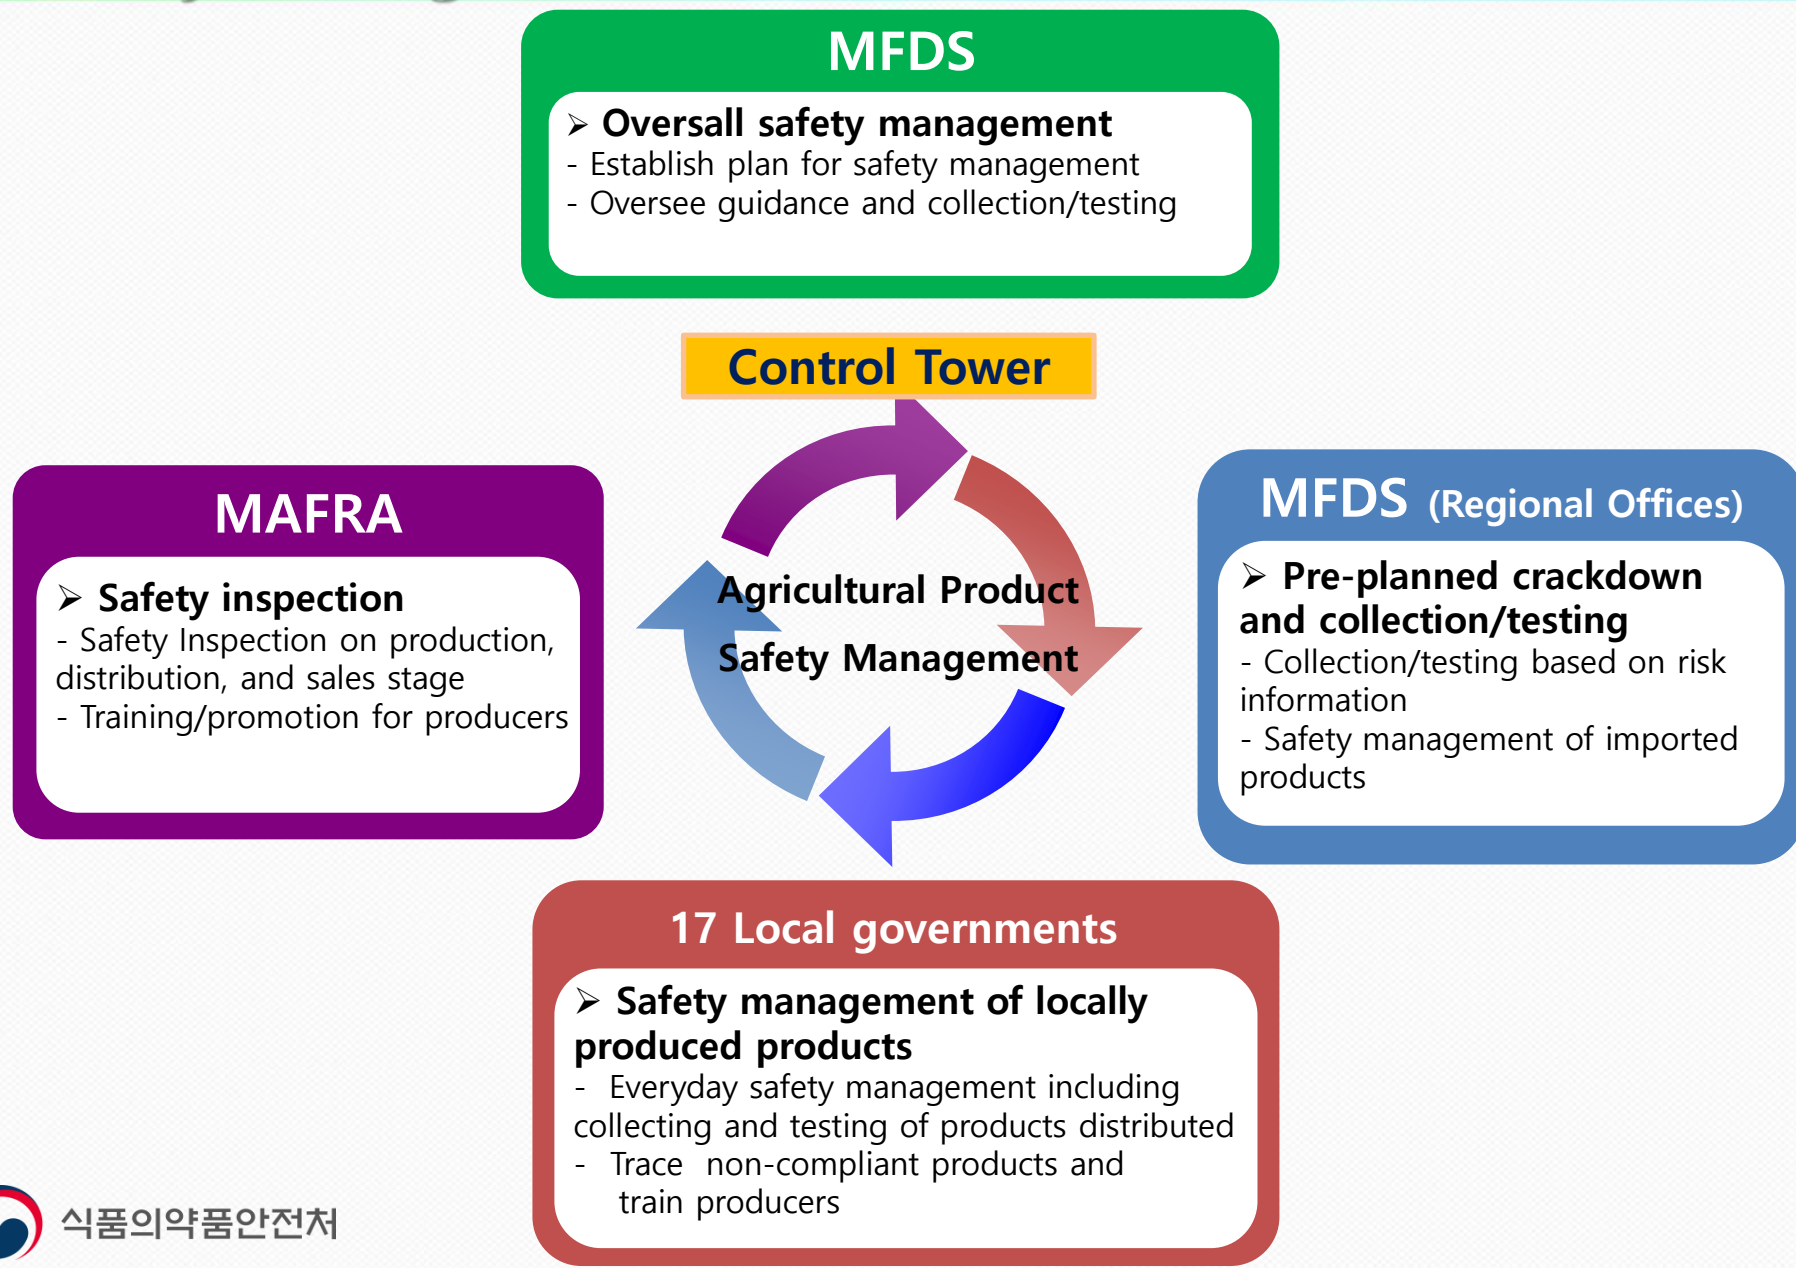 MFDS
➢ Oversall safety management
- Establish plan for safety management
- Oversee guidance and collection/testing
Control Tower
MAFRA
➢ Safety inspection
- Safety Inspection on production,
distribution, and sales stage
- Training/promotion for producers
Agricultural Product
Safety Management
MFDS (Regional Offices)
➢ Pre-planned crackdown
and collection/testing
- Collection/testing based on risk
information
- Safety management of imported
products
17 Local governments
➢ Safety management of locally
produced products
- Everyday safety management including
collecting and testing of products distributed
- Trace non-compliant products and
train producers
식품의약품안전처